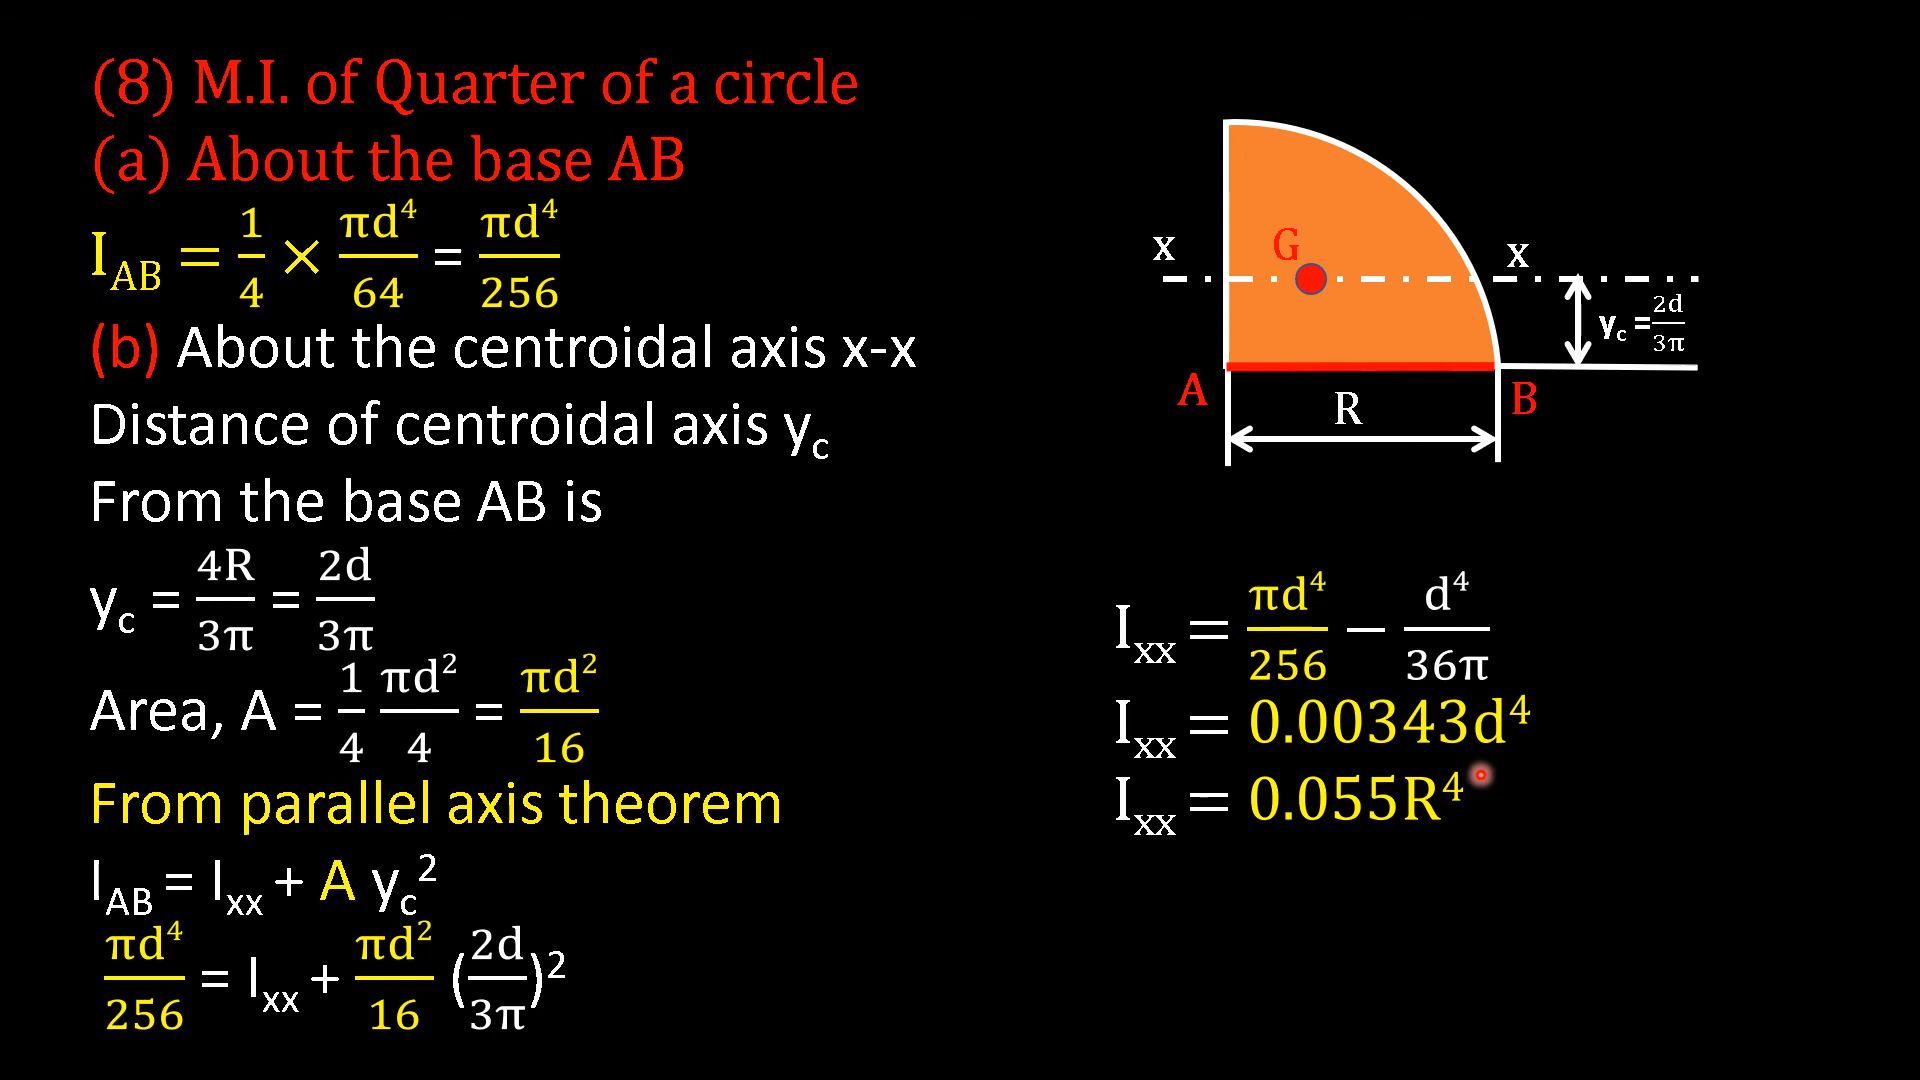 (8) M.I. of Quarter of a circle
(a) About the base AB
I_AB = 1/4 × πd⁴/64 = πd⁴/256
(b) About the centroidal axis x-x
Distance of centroidal axis y_c
From the base AB is
y_c = 4R/3π = 2d/3π
Area, A = 1/4 πd²/4 = πd²/16
From parallel axis theorem
I_AB = I_xx + A y_c²
πd⁴/256 = I_xx + πd²/16 (2d/3π)²
G
x
x
y_c = 2d/3π
A
B
R
I_xx = πd⁴/256 − d⁴/36π
I_xx = 0.00343d⁴
I_xx = 0.055R⁴